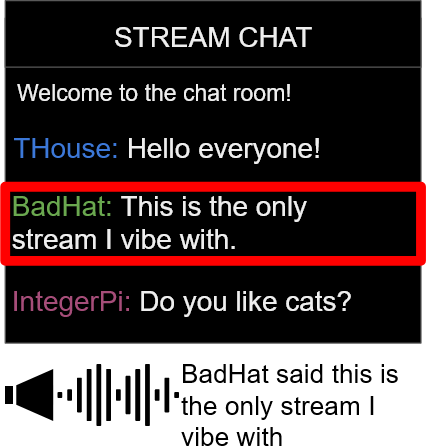 STREAM CHAT
Welcome to the chat room!
THouse: Hello everyone!
BadHat: This is the only
stream I vibe with.
IntegerPi: Do you like cats?
BadHat said this is
the only stream I
vibe with